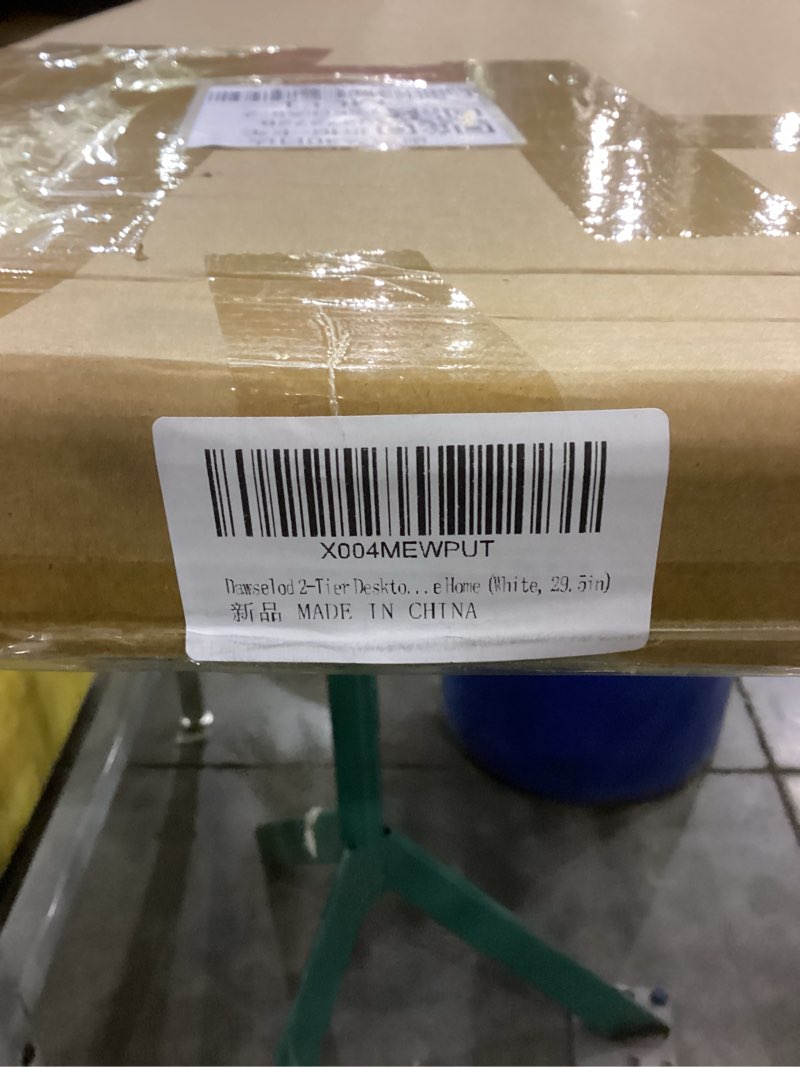 X004MEWPUT
Dawselod 2-Tier Deskto...e Home (White, 29.5in)
新品 MADE IN CHINA